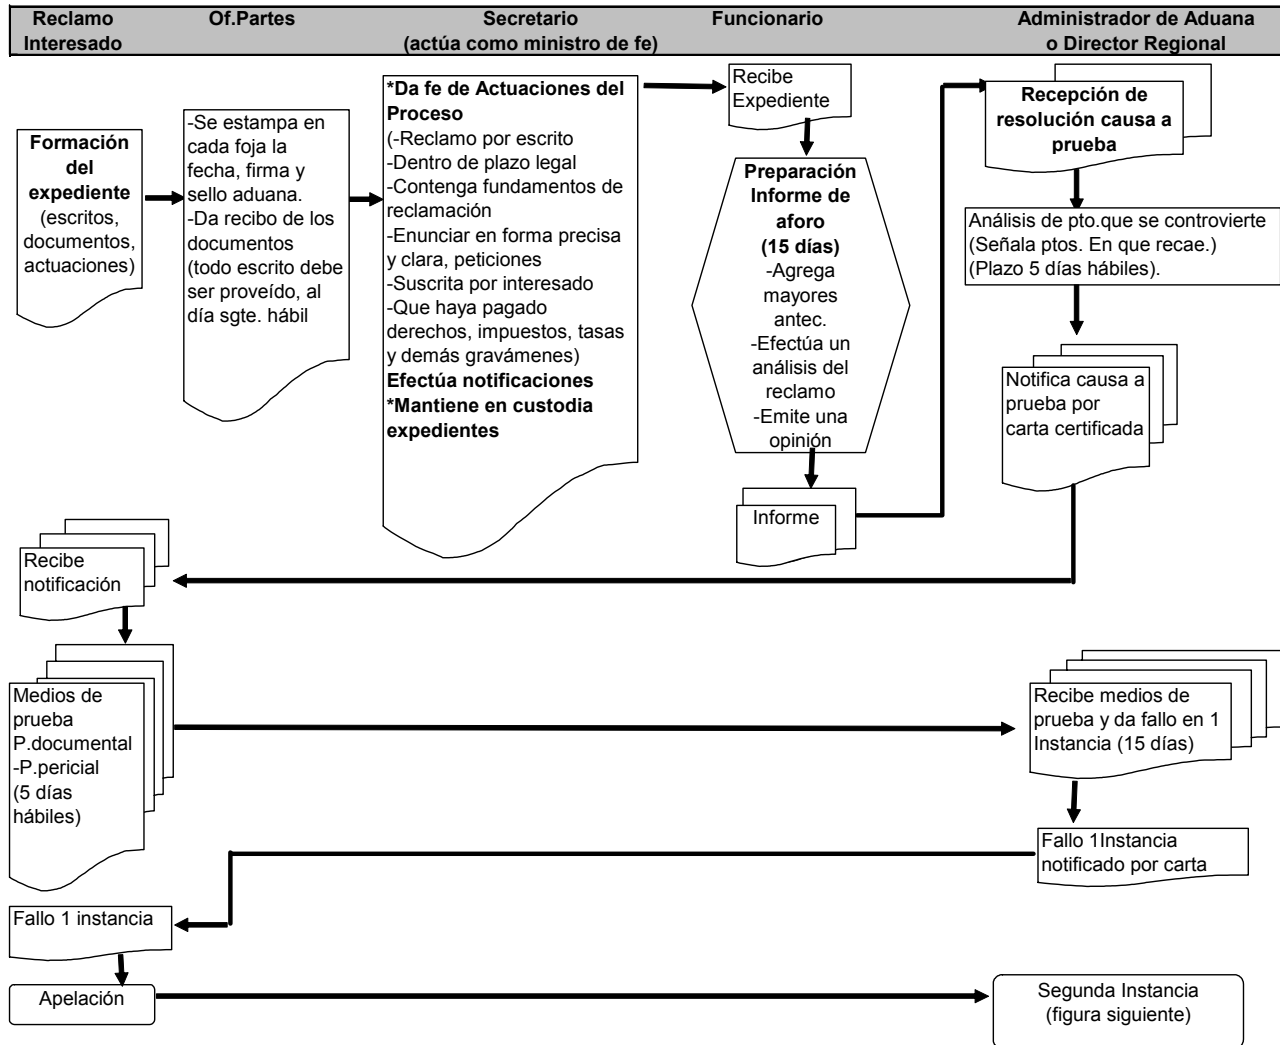 Reclamo
Interesado
Of.Partes
Secretario
(actúa como ministro de fe)
Funcionario
Administrador de Aduana
o Director Regional
Formación
del
expediente
(escritos,
documentos,
actuaciones)
-Se estampa en
cada foja la
fecha, firma y
sello aduana.
-Da recibo de los
documentos
(todo escrito debe
ser proveído, al
día sgte. hábil
*Da fe de Actuaciones del
Proceso
(-Reclamo por escrito
-Dentro de plazo legal
-Contenga fundamentos de
reclamación
-Enunciar en forma precisa
y clara, peticiones
-Suscrita por interesado
-Que haya pagado
derechos, impuestos, tasas
y demás gravámenes)
Efectúa notificaciones
*Mantiene en custodia
expedientes
Recibe
Expediente
Preparación
Informe de
aforo
(15 días)
-Agrega
mayores
antec.
-Efectúa un
análisis del
reclamo
-Emite una
opinión
Informe
Recepción de
resolución causa a
prueba
Análisis de pto.que se controvierte
(Señala ptos. En que recae.)
(Plazo 5 días hábiles).
Notifica causa a
prueba por
carta certificada
Recibe
notificación
Medios de
prueba
P.documental
-P.pericial
(5 días
hábiles)
Recibe medios de
prueba y da fallo en 1
Instancia (15 días)
Fallo 1Instancia
notificado por carta
Fallo 1 instancia
Apelación
Segunda Instancia
(figura siguiente)